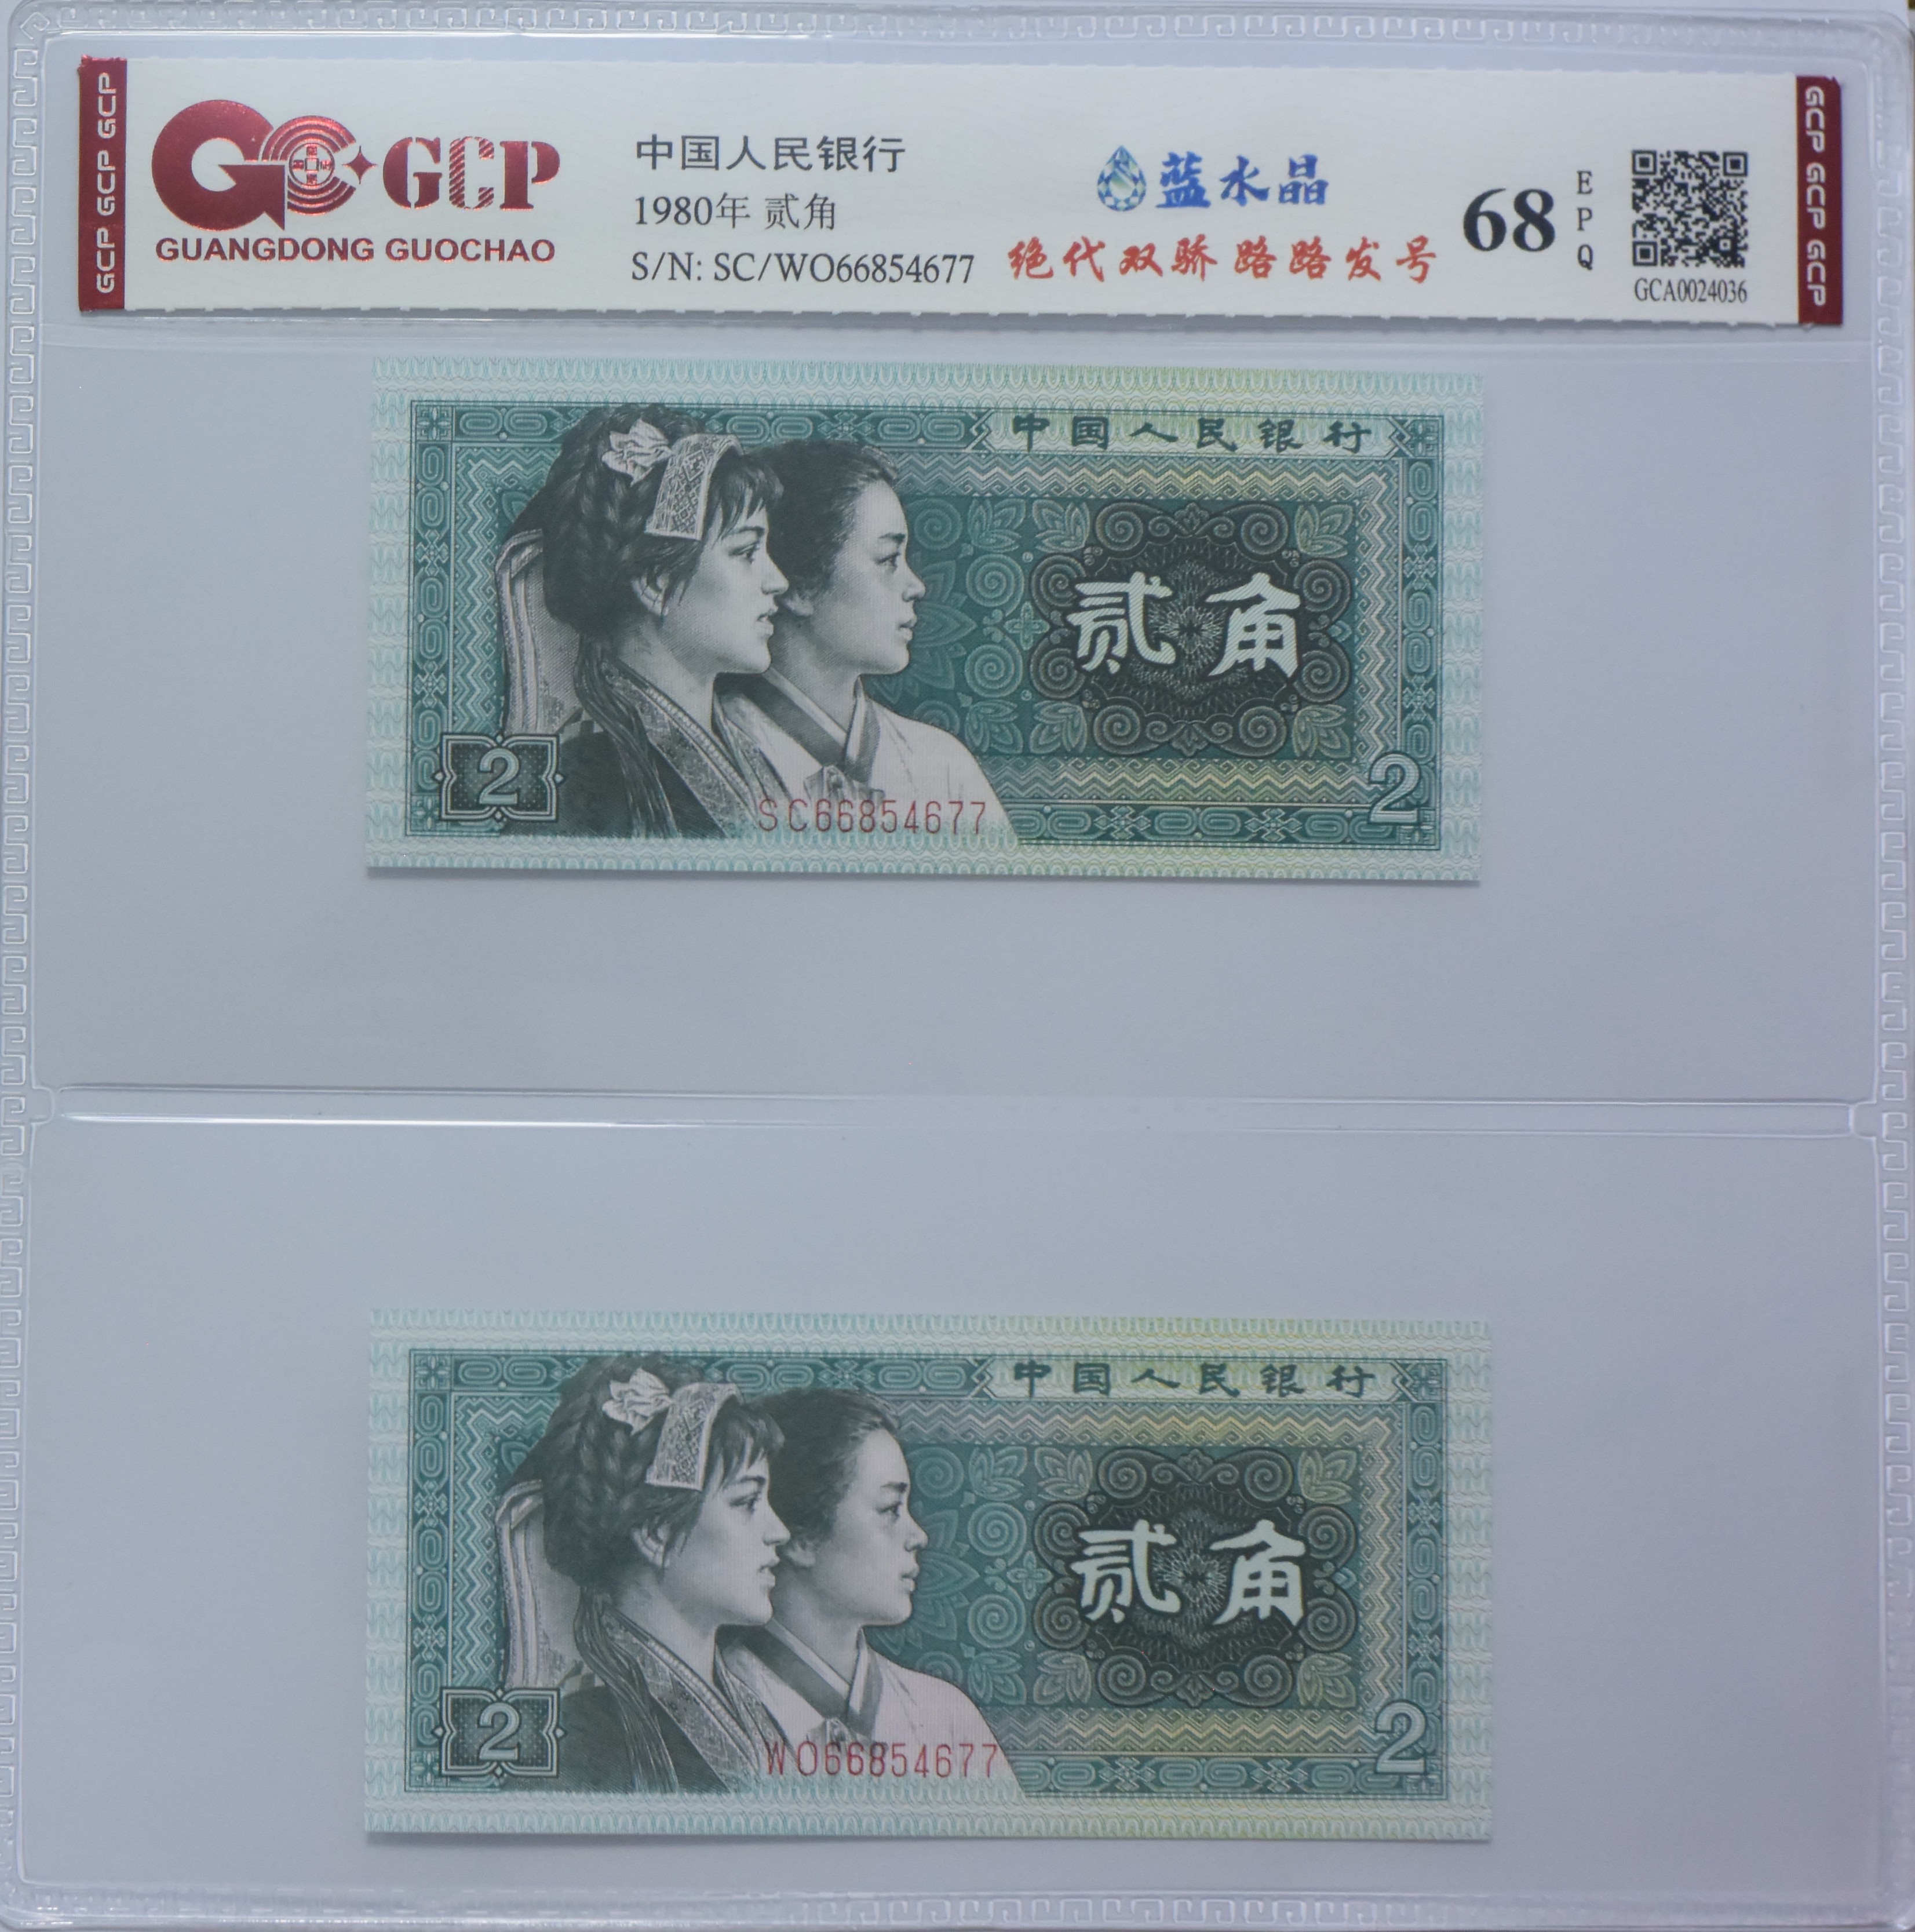 GCP GCP GCP
GCP
GUANGDONG GUOCHAO
中国人民银行
1980年 贰角
S/N: SC/WO66854677
蓝水晶
绝代双骄 路路发号
68
E
P
Q
GCA0024036
GCP GCP GCP
中国人民银行
贰角
2
SC66854677
2
中国人民银行
贰角
2
WO66854677
2